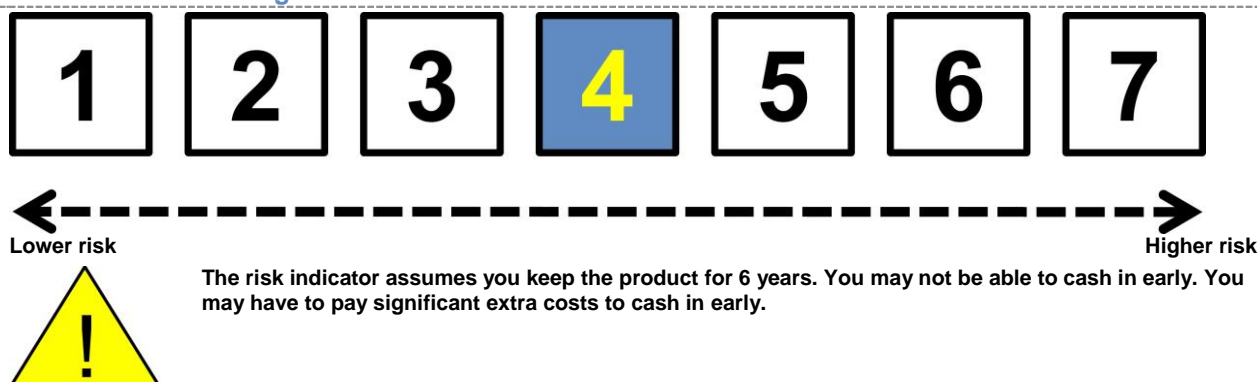 1 2 3 4 5 6 7
Lower risk Higher risk
The risk indicator assumes you keep the product for 6 years. You may not be able to cash in early. You
may have to pay significant extra costs to cash in early.
!